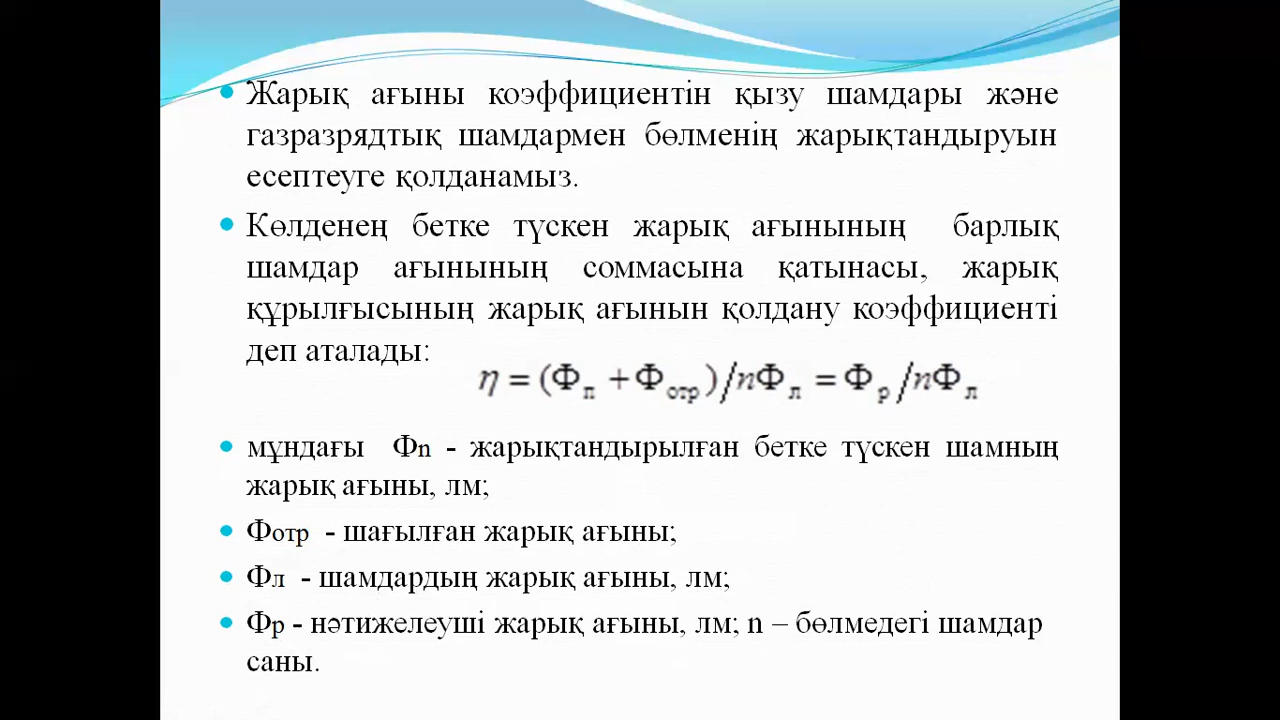 • Жарық ағыны коэффициентін қызу шамдары және
газразрядтық шамдармен бөлменің жарықтандыруын
есептеуге қолданамыз.
• Көлденең бетке түскен жарық ағынының барлық
шамдар ағынының соммасына қатынасы, жарық
құрылғысының жарық ағынын қолдану коэффициенті
деп аталады:
η = (Фп + Фотр)/nФл = Фр/nФл
• мұндағы Фn - жарықтандырылған бетке түскен шамның
жарық ағыны, лм;
• Фотр - шағылған жарық ағыны;
• Фл - шамдардың жарық ағыны, лм;
• Фр - нәтижелеуші жарық ағыны, лм; n – бөлмедегі шамдар
саны.